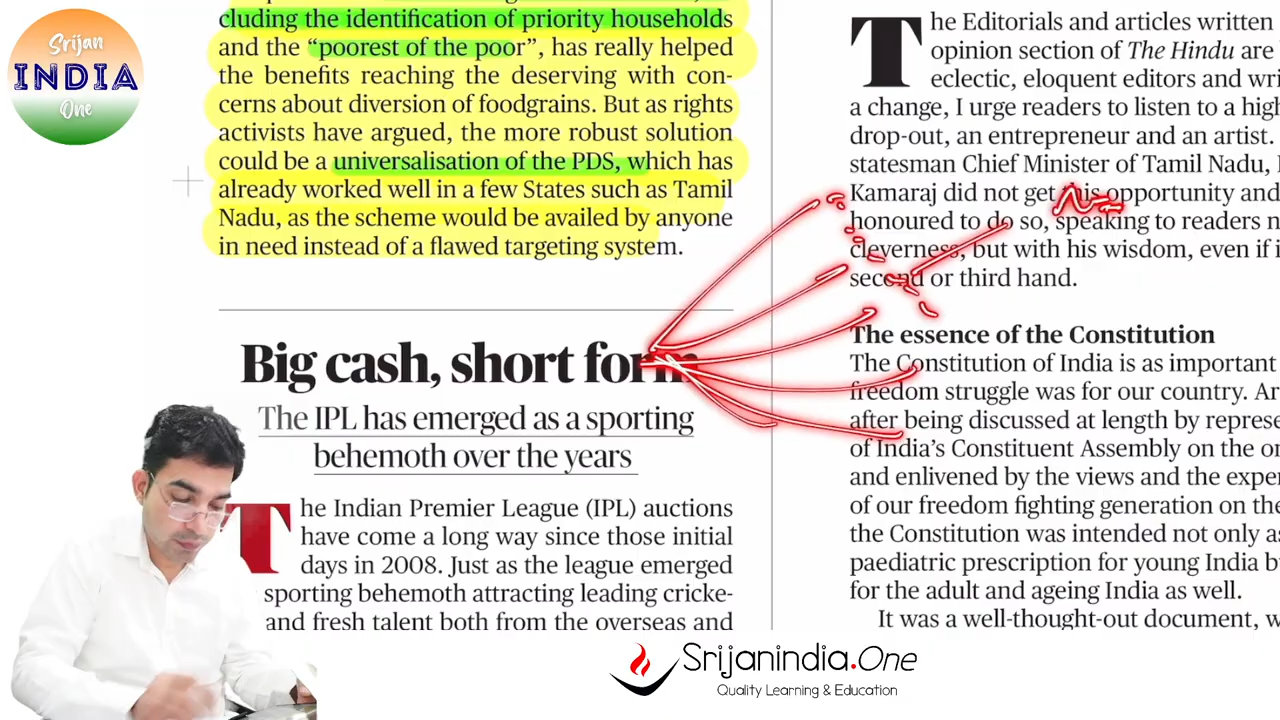 Srijan
INDIA
One
cluding the identification of priority households
and the “poorest of the poor”, has really helped
the benefits reaching the deserving with con-
cerns about diversion of foodgrains. But as rights
activists have argued, the more robust solution
could be a universalisation of the PDS, which has
already worked well in a few States such as Tamil
Nadu, as the scheme would be availed by anyone
in need instead of a flawed targeting system.
Big cash, short form
The IPL has emerged as a sporting
behemoth over the years
The Indian Premier League (IPL) auctions
have come a long way since those initial
days in 2008. Just as the league emerged
sporting behemoth attracting leading cricke-
and fresh talent both from the overseas and
The Editorials and articles written
opinion section of The Hindu are
eclectic, eloquent editors and wri
a change, I urge readers to listen to a hig
drop-out, an entrepreneur and an artist.
statesman Chief Minister of Tamil Nadu,
Kamaraj did not get this opportunity and
honoured to do so, speaking to readers n
cleverness, but with his wisdom, even if i
second or third hand.
The essence of the Constitution
The Constitution of India is as important
freedom struggle was for our country. Ar
after being discussed at length by represe
of India’s Constituent Assembly on the
and enlivened by the views and the expe
of our freedom fighting generation on the
the Constitution was intended not only as
paediatric prescription for young India b
for the adult and ageing India as well.
It was a well-thought-out document, w
Srijanindia.One
Quality Learning & Education